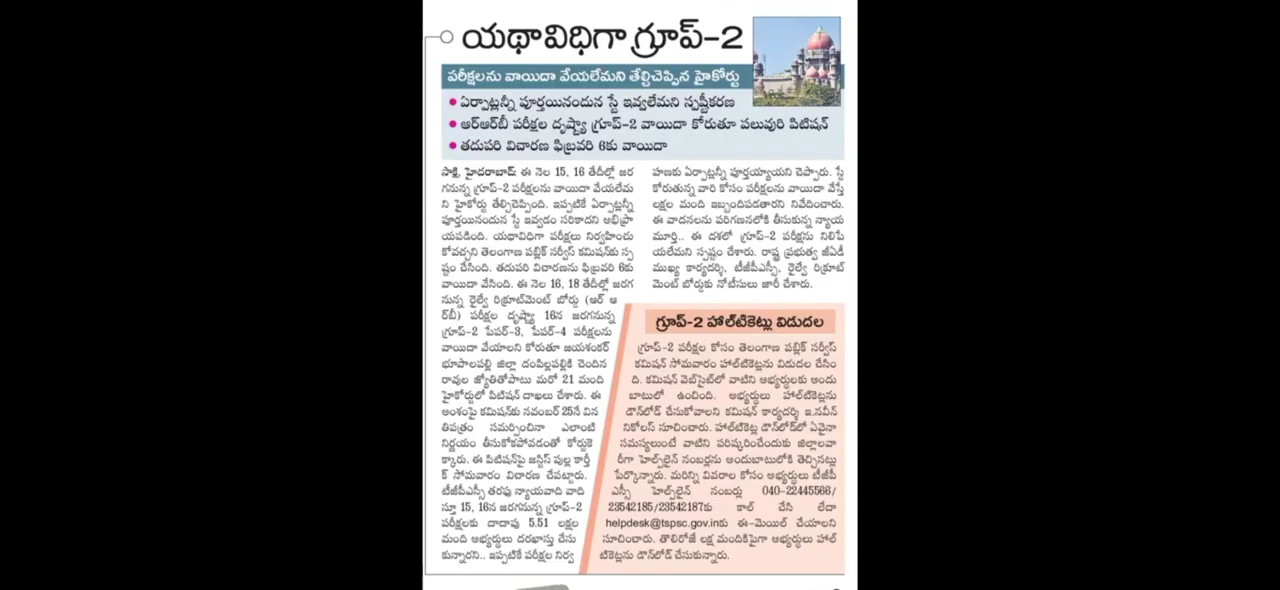 యథావిధిగా గ్రూప్-2
పరీక్షలను వాయిదా వేయలేమని తేల్చిచెప్పిన హైకోర్టు
• ఏర్పాట్లన్నీ పూర్తయినందున స్టే ఇవ్వలేమని స్పష్టీకరణ
• ఆర్ఆర్బీ పరీక్షల దృష్ట్యా గ్రూప్-2 వాయిదా కోరుతూ పలువురి పిటిషన్
• తదుపరి విచారణ ఫిబ్రవరి 6కు వాయిదా
సాక్షి, హైదరాబాద్: ఈ నెల 15, 16 తేదీల్లో జర
గనున్న గ్రూప్-2 పరీక్షలను వాయిదా వేయలేమ
ని హైకోర్టు తేల్చిచెప్పింది. ఇప్పటికే ఏర్పాట్లన్నీ
పూర్తయినందున స్టే ఇవ్వడం సరికాదని అభిప్రా
యపడింది. యథావిధిగా పరీక్షలు నిర్వహించు
కోవచ్చని తెలంగాణ పబ్లిక్ సర్వీస్ కమిషన్‌కు స్ప
ష్టం చేసింది. తదుపరి విచారణను ఫిబ్రవరి 6కు
వాయిదా వేసింది. ఈ నెల 16, 18 తేదీల్లో జరగ
నున్న రైల్వే రిక్రూట్‌మెంట్ బోర్డు (ఆర్ ఆ
ర్‌బీ) పరీక్షల దృష్ట్యా 16న జరగనున్న
గ్రూప్-2 పేపర్-3, పేపర్-4 పరీక్షలను
వాయిదా వేయాలని కోరుతూ జయశంకర్
భూపాలపల్లి జిల్లా దంపిల్లపల్లికి చెందిన
రావుల జ్యోతితోపాటు మరో 21 మంది
హైకోర్టులో పిటిషన్ దాఖలు చేశారు. ఈ
అంశంపై కమిషన్‌కు నవంబర్ 25నే విన
తిపత్రం సమర్పించినా ఎలాంటి
నిర్ణయం తీసుకోకపోవడంతో కోర్టుకె
క్కారు. ఈ పిటిషన్‌పై జస్టిస్ పుల్ల కార్తీ
క్ సోమవారం విచారణ చేపట్టారు.
టీజీపీఎస్సీ తరఫు న్యాయవాది వాది
స్తూ 15, 16న జరగనున్న గ్రూప్-2
పరీక్షలకు దాదాపు 5.51 లక్షల
మంది అభ్యర్థులు దరఖాస్తు చేసు
కున్నారని.. ఇప్పటికే పరీక్షల నిర్వ
హణకు ఏర్పాట్లన్నీ పూర్తయ్యాయని చెప్పారు. స్టే
కోరుతున్న వారి కోసం పరీక్షలను వాయిదా వేస్తే
లక్షల మంది ఇబ్బందిపడతారని నివేదించారు.
ఈ వాదనలను పరిగణనలోకి తీసుకున్న న్యాయ
మూర్తి.. ఈ దశలో గ్రూప్-2 పరీక్షను నిలిపే
యలేమని స్పష్టం చేశారు. రాష్ట్ర ప్రభుత్వ జీఏడీ
ముఖ్య కార్యదర్శి, టీజీపీఎస్సీ, రైల్వే రిక్రూట్
మెంట్ బోర్డుకు నోటీసులు జారీ చేశారు.
గ్రూప్-2 హాల్‌టికెట్లు విడుదల
గ్రూప్-2 పరీక్షల కోసం తెలంగాణ పబ్లిక్ సర్వీస్
కమిషన్ సోమవారం హాల్‌టికెట్లను విడుదల చేసిం
ది. కమిషన్ వెబ్‌సైట్‌లో వాటిని అభ్యర్థులకు అందు
బాటులో ఉంచింది. అభ్యర్థులు హాల్‌టికెట్లను
డౌన్‌లోడ్ చేసుకోవాలని కమిషన్ కార్యదర్శి ఇ.నవీన్
నికోలస్ సూచించారు. హాల్‌టికెట్ల డౌన్‌లోడ్‌లో ఏవైనా
సమస్యలుంటే వాటిని పరిష్కరించేందుకు జిల్లాలవా
రీగా హెల్ప్‌లైన్ నంబర్లను అందుబాటులోకి తెచ్చినట్లు
పేర్కొన్నారు. మరిన్ని వివరాల కోసం అభ్యర్థులు టీజీపీ
ఎస్సీ హెల్ప్‌లైన్ నంబర్లు 040-22445566/
23542185/23542187కు కాల్ చేసి లేదా
helpdesk@tspsc.gov.inకు ఈ-మెయిల్ చేయాలని
సూచించారు. తొలిరోజే లక్ష మందికిపైగా అభ్యర్థులు హాల్
టికెట్లను డౌన్‌లోడ్ చేసుకున్నారు.